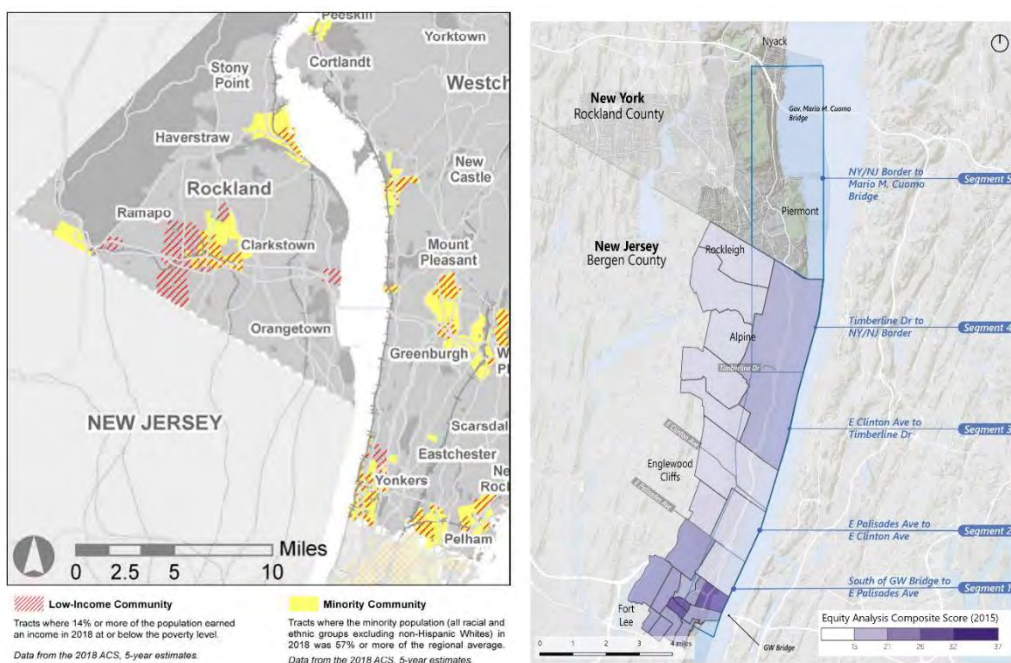 Peekskill
Yorktown
Cortlandt
Stony
Point
Westch
Haverstraw
New
Castle
Rockland
Ramapo
Clarkstown
Mount
Pleasant
Orangetown
Greenburgh
W
Pl
NEW JERSEY
Scarsdal
Eastchester
Ne
Roc
Yonkers
Pelham
Miles
0 2.5 5 10
Low-Income Community
Tracts where 14% or more of the population earned
an income in 2018 at or below the poverty level.
Data from the 2018 ACS, 5-year estimates.
Minority Community
Tracts where the minority population (all racial and
ethnic groups excluding non-Hispanic Whites) in
2018 was 57% or more of the regional average.
Data from the 2018 ACS, 5-year estimates.
Nyack
New York
Rockland County
Gov. Mario M. Cuomo
Bridge
NY/NJ Border to
Mario M. Cuomo
Bridge
Segment 5
Piermont
New Jersey
Bergen County
Rockleigh
Timberline Dr to
NY/NJ Border
Segment 4
Alpine
Timberline Dr
E Clinton Ave to
Timberline Dr
Segment 3
E Clinton Ave
Englewood
Cliffs
E Palisades Ave
E Palisades Ave to
E Clinton Ave
Segment 2
South of GW Bridge to
E Palisades Ave
Segment 1
Fort
Lee
GW Bridge
Equity Analysis Composite Score (2015)
15 21 26 32 37
0 1 2 4 miles